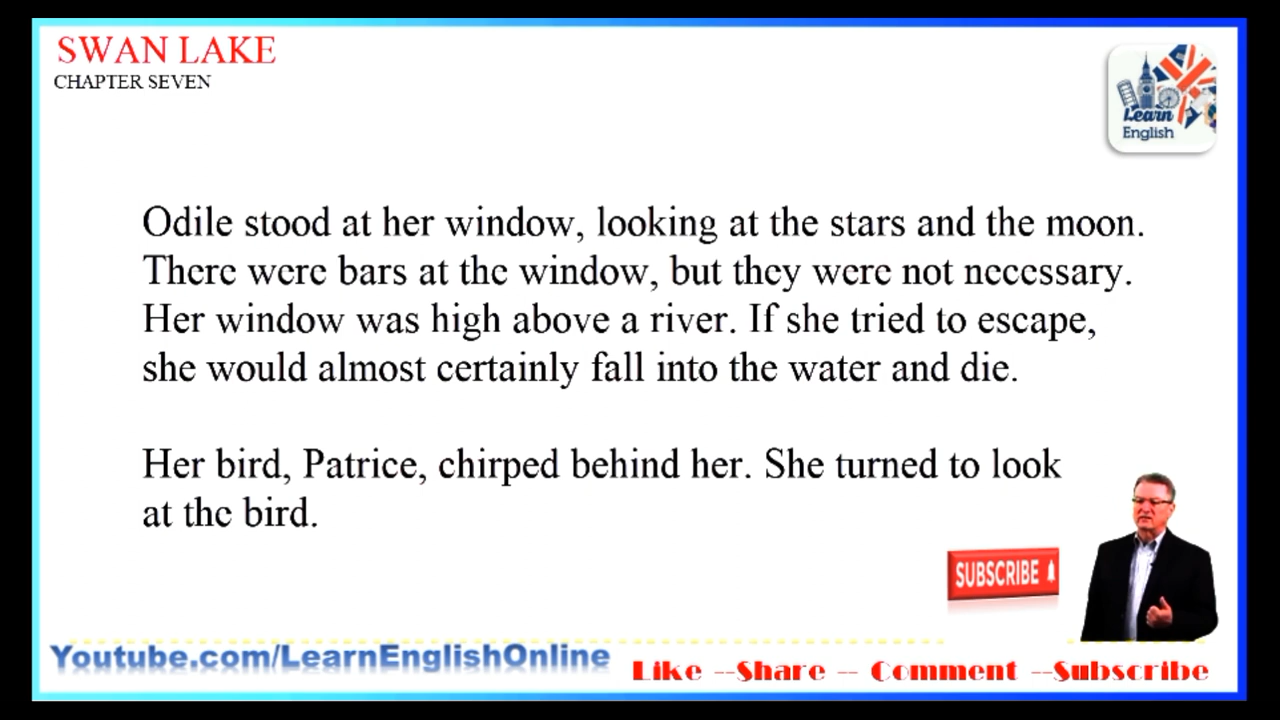 SWAN LAKE
CHAPTER SEVEN
Learn
English
Odile stood at her window, looking at the stars and the moon.
There were bars at the window, but they were not necessary.
Her window was high above a river. If she tried to escape,
she would almost certainly fall into the water and die.
Her bird, Patrice, chirped behind her. She turned to look
at the bird.
SUBSCRIBE
Youtube.com/LearnEnglishOnline
Like --Share -- Comment --Subscribe